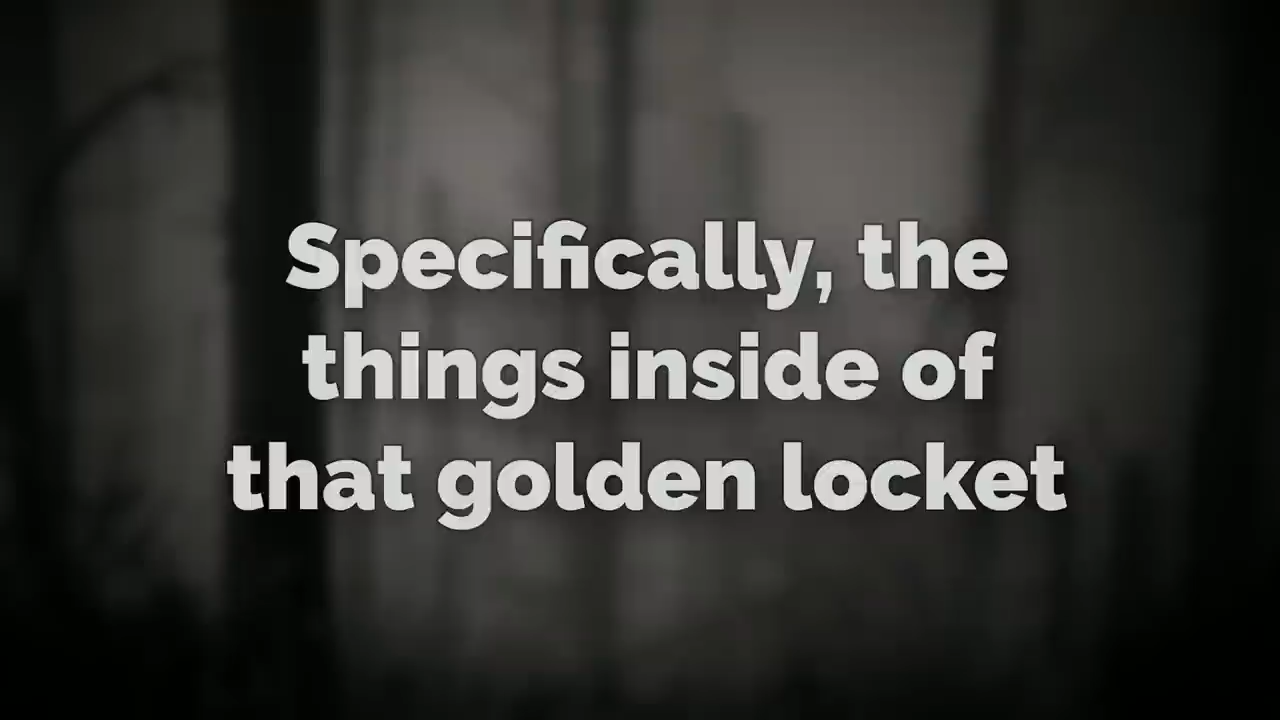 Specifically, the
things inside of
that golden locket